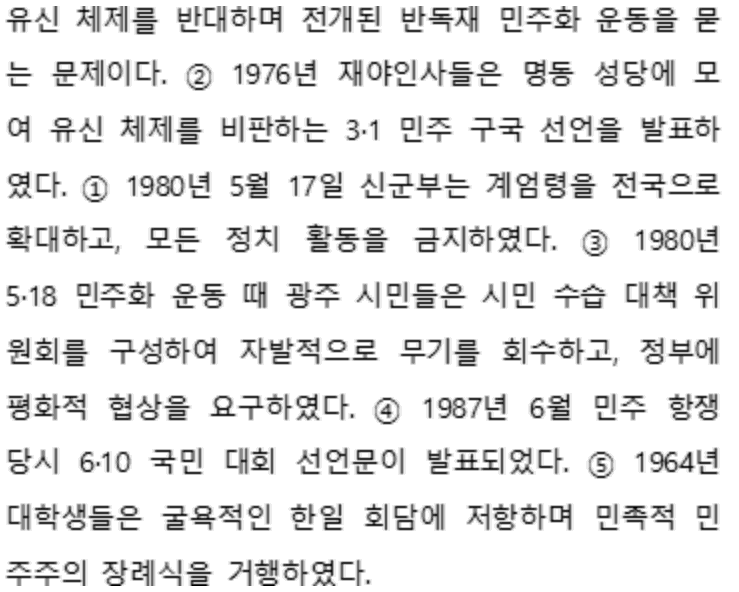 유신 체제를 반대하며 전개된 반독재 민주화 운동을 묻
는 문제이다. ② 1976년 재야인사들은 명동 성당에 모
여 유신 체제를 비판하는 3·1 민주 구국 선언을 발표하
였다. ① 1980년 5월 17일 신군부는 계엄령을 전국으로
확대하고, 모든 정치 활동을 금지하였다. ③ 1980년
5·18 민주화 운동 때 광주 시민들은 시민 수습 대책 위
원회를 구성하여 자발적으로 무기를 회수하고, 정부에
평화적 협상을 요구하였다. ④ 1987년 6월 민주 항쟁
당시 6·10 국민 대회 선언문이 발표되었다. ⑤ 1964년
대학생들은 굴욕적인 한일 회담에 저항하며 민족적 민
주주의 장례식을 거행하였다.